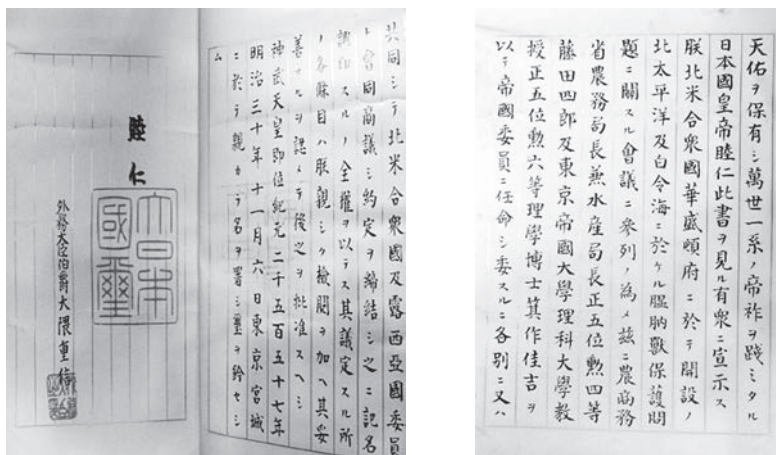 天佑ヲ保有シ萬世一系ノ帝祚ヲ踐ミタル
日本國皇帝睦仁此書ヲ見ル有衆ニ宣示ス
朕北米合衆國華盛頓府ニ於テ開設ノ
北太平洋及白令海ニ於ケル膃肭獸保護問
題ニ關スル會議ニ參列ノ為メ茲ニ農商務
省農務局長兼水産局長正五位勲四等
藤田四郎及東京帝國大學理科大學教
授正五位勲六等理學博士箕作佳吉ヲ
以テ帝國委員ニ任命シ委スルニ各別ニ又ハ
共同シテ北米合衆國及露西亞國委員
ト會同商議シ約定ヲ締結シ之ニ記名
調印スルノ全權ヲ以テス其議定スル所
ノ各條目ハ朕親シク檢閲ヲ加ヘ其妥
善ナルヲ認メテ後之ヲ批准スヘシ
神武天皇即位紀元二千五百五十七年
明治三十年十一月六日東京宮城
ニ於テ親カラ名ヲ署シ璽ヲ鈐セシ
ム
睦仁
大日本國璽
外務大臣伯爵大隈重信